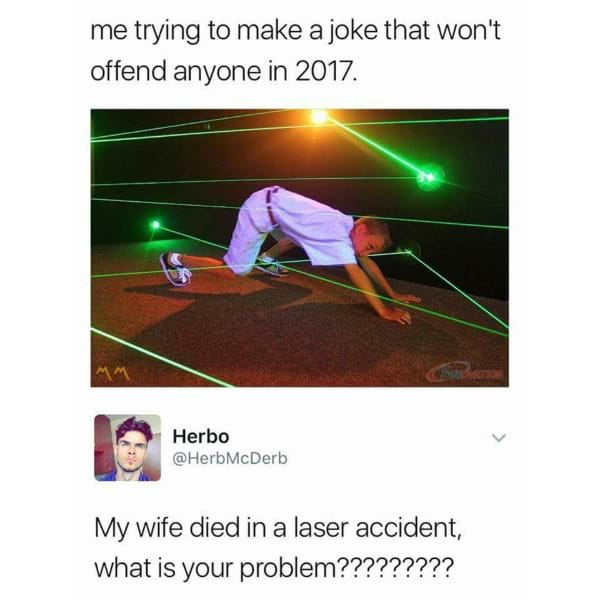 me trying to make a joke that won't
offend anyone in 2017.
Herbo
@HerbMcDerb
My wife died in a laser accident,
what is your problem?????????